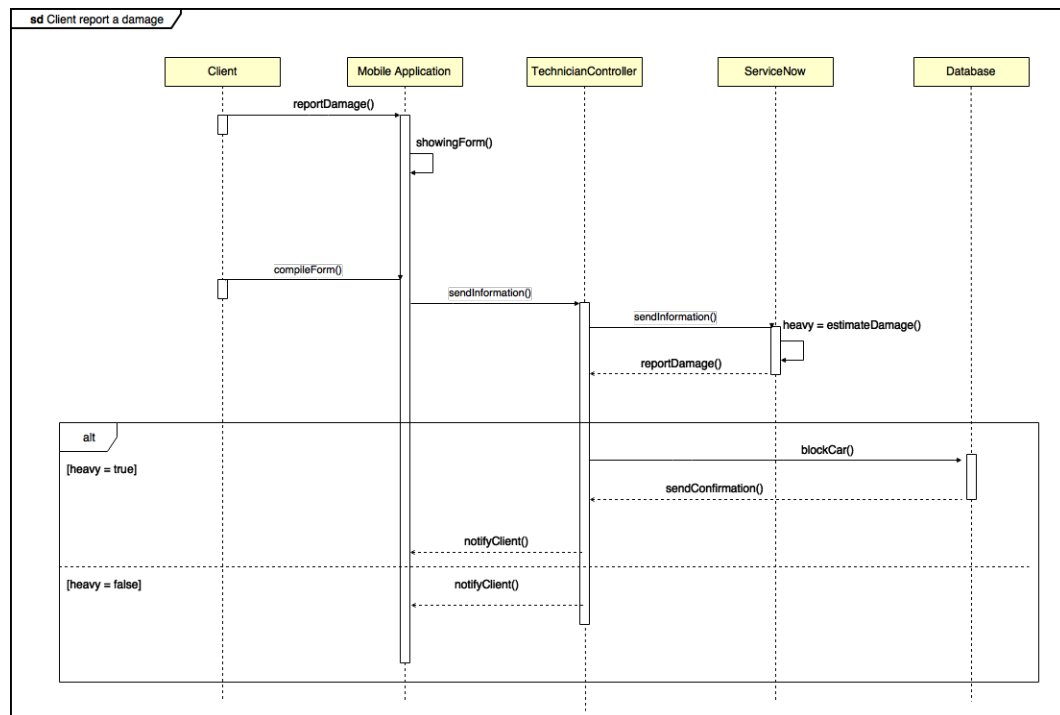 sd Client report a damage
Client
Mobile Application
TechnicianController
ServiceNow
Database
reportDamage()
showingForm()
compileForm()
sendInformation()
sendInformation()
heavy = estimateDamage()
reportDamage()
alt
[heavy = true]
blockCar()
sendConfirmation()
notifyClient()
[heavy = false]
notifyClient()